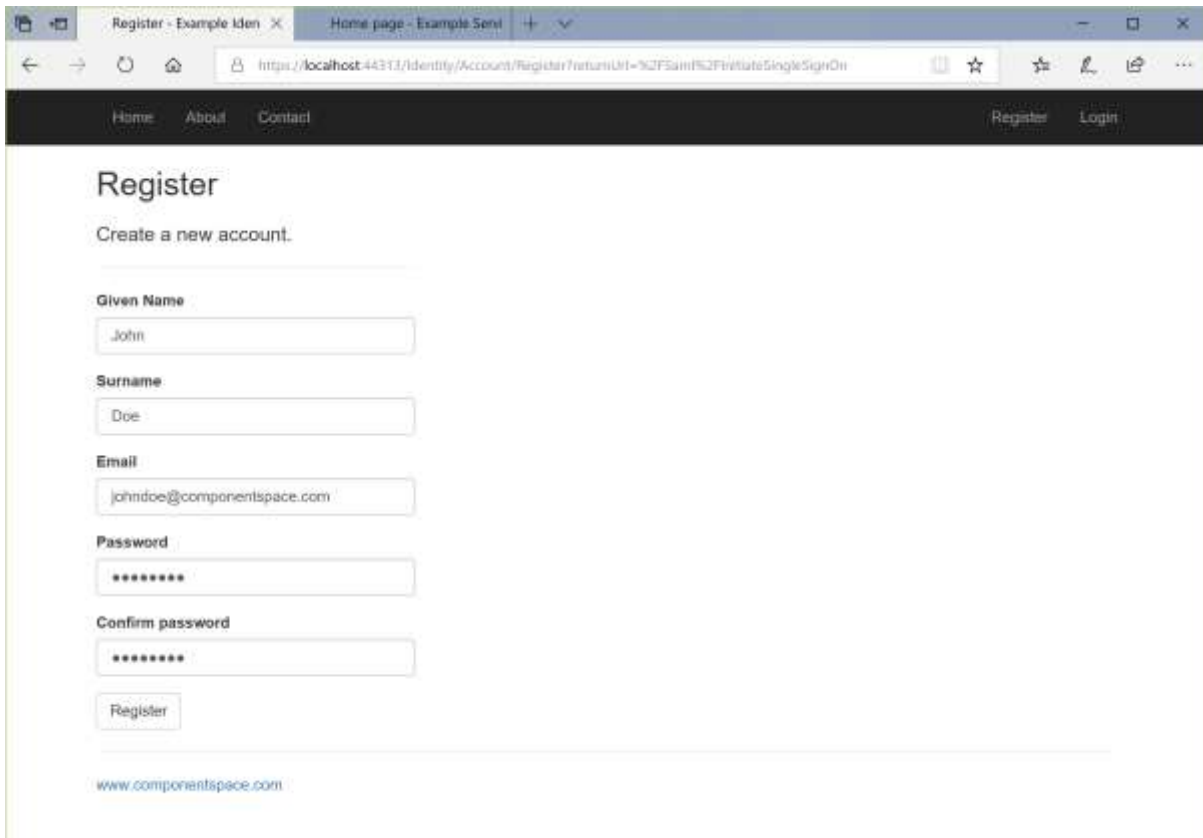 Register - Example Iden
Home page - Example Servi
https://localhost:44313/Identity/Account/Register?returnUrl=%2FSaml%2FInitiateSingleSignOn
Home About Contact Register Login
Register
Create a new account.
Given Name
John
Surname
Doe
Email
johndoe@componentspace.com
Password
••••••••
Confirm password
••••••••
Register
www.componentspace.com